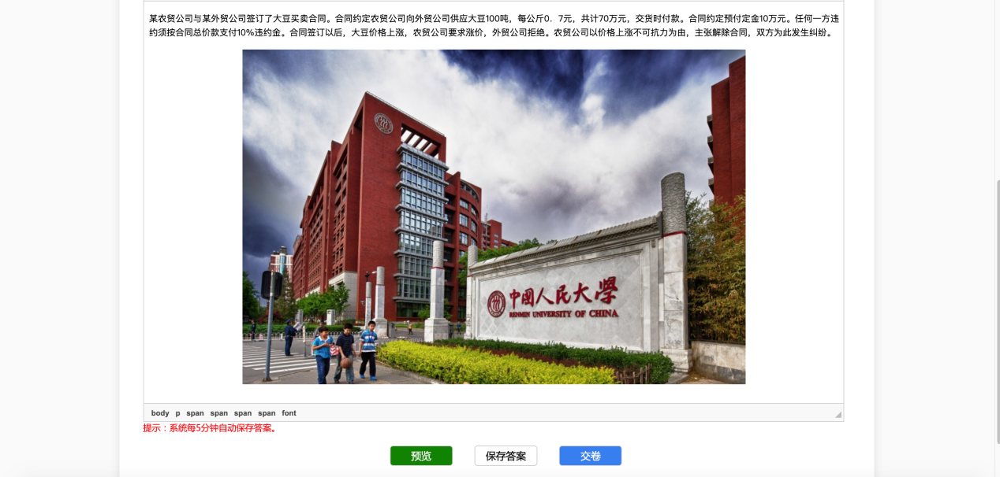 某农贸公司与某外贸公司签订了大豆买卖合同。合同约定农贸公司向外贸公司供应大豆100吨，每公斤0．7元，共计70万元，交货时付款。合同约定预付定金10万元。任何一方违
约须按合同总价款支付10%违约金。合同签订以后，大豆价格上涨，农贸公司要求涨价，外贸公司拒绝。农贸公司以价格上涨不可抗力为由，主张解除合同，双方为此发生纠纷。
中國人民大學
RENMIN UNIVERSITY OF CHINA
body p span span span span font
提示：系统每5分钟自动保存答案。
预览 保存答案 交卷